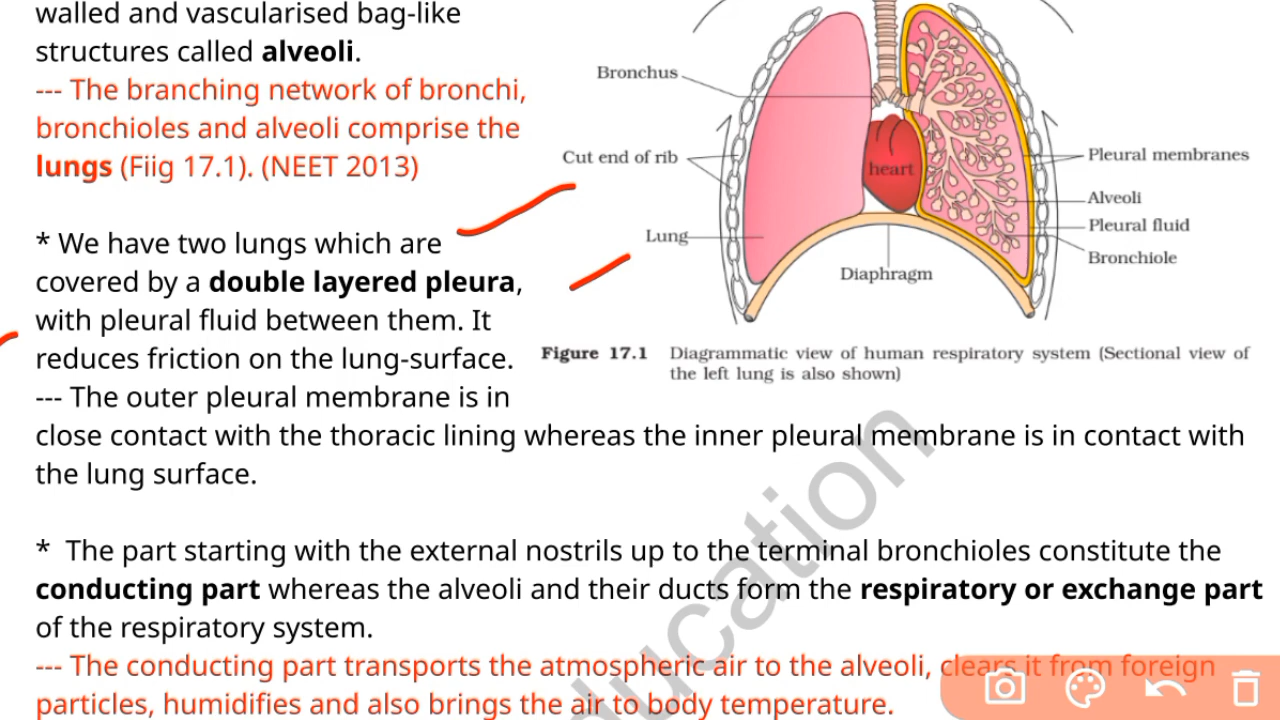 walled and vascularised bag-like
structures called alveoli.
--- The branching network of bronchi,
bronchioles and alveoli comprise the
lungs (Fiig 17.1). (NEET 2013)
* We have two lungs which are
covered by a double layered pleura,
with pleural fluid between them. It
reduces friction on the lung-surface.
--- The outer pleural membrane is in
close contact with the thoracic lining whereas the inner pleural membrane is in contact with
the lung surface.
* The part starting with the external nostrils up to the terminal bronchioles constitute the
conducting part whereas the alveoli and their ducts form the respiratory or exchange part
of the respiratory system.
--- The conducting part transports the atmospheric air to the alveoli, clears it from foreign
particles, humidifies and also brings the air to body temperature.
Bronchus
Cut end of rib
Lung
heart
Diaphragm
Pleural membranes
Alveoli
Pleural fluid
Bronchiole
Figure 17.1 Diagrammatic view of human respiratory system (Sectional view of
the left lung is also shown)
ducation